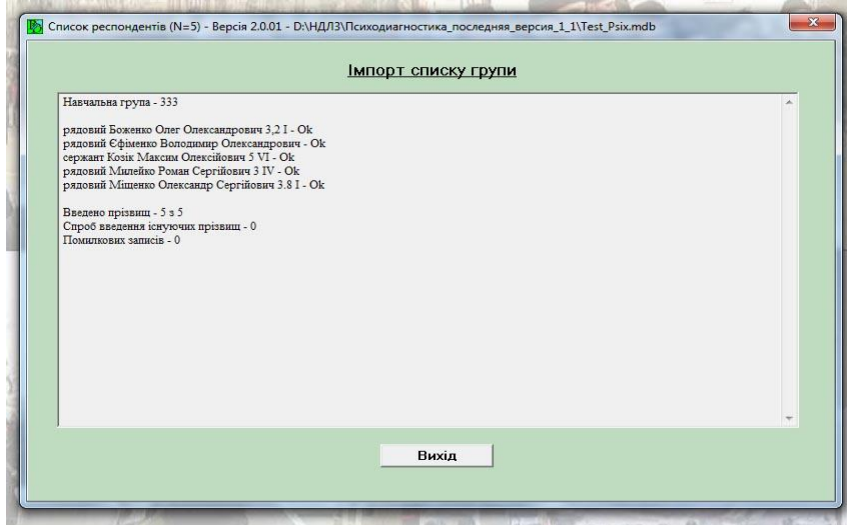 Список респондентів (N=5) - Версія 2.0.01 - D:\НДЛЗ\Психодиагностика_последняя_версия_1_1\Test_Psix.mdb
Імпорт списку групи
Навчальна група - 333
рядовий Боженко Олег Олександрович 3,2 І - Ok
рядовий Єфіменко Володимир Олександрович - Ok
сержант Козік Максим Олексійович 5 VI - Ok
рядовий Милейко Роман Сергійович 3 IV - Ok
рядовий Міщенко Олександр Сергійович 3.8 І - Ok
Введено прізвищ - 5 з 5
Спроб введення існуючих прізвищ - 0
Помилкових записів - 0
Вихід